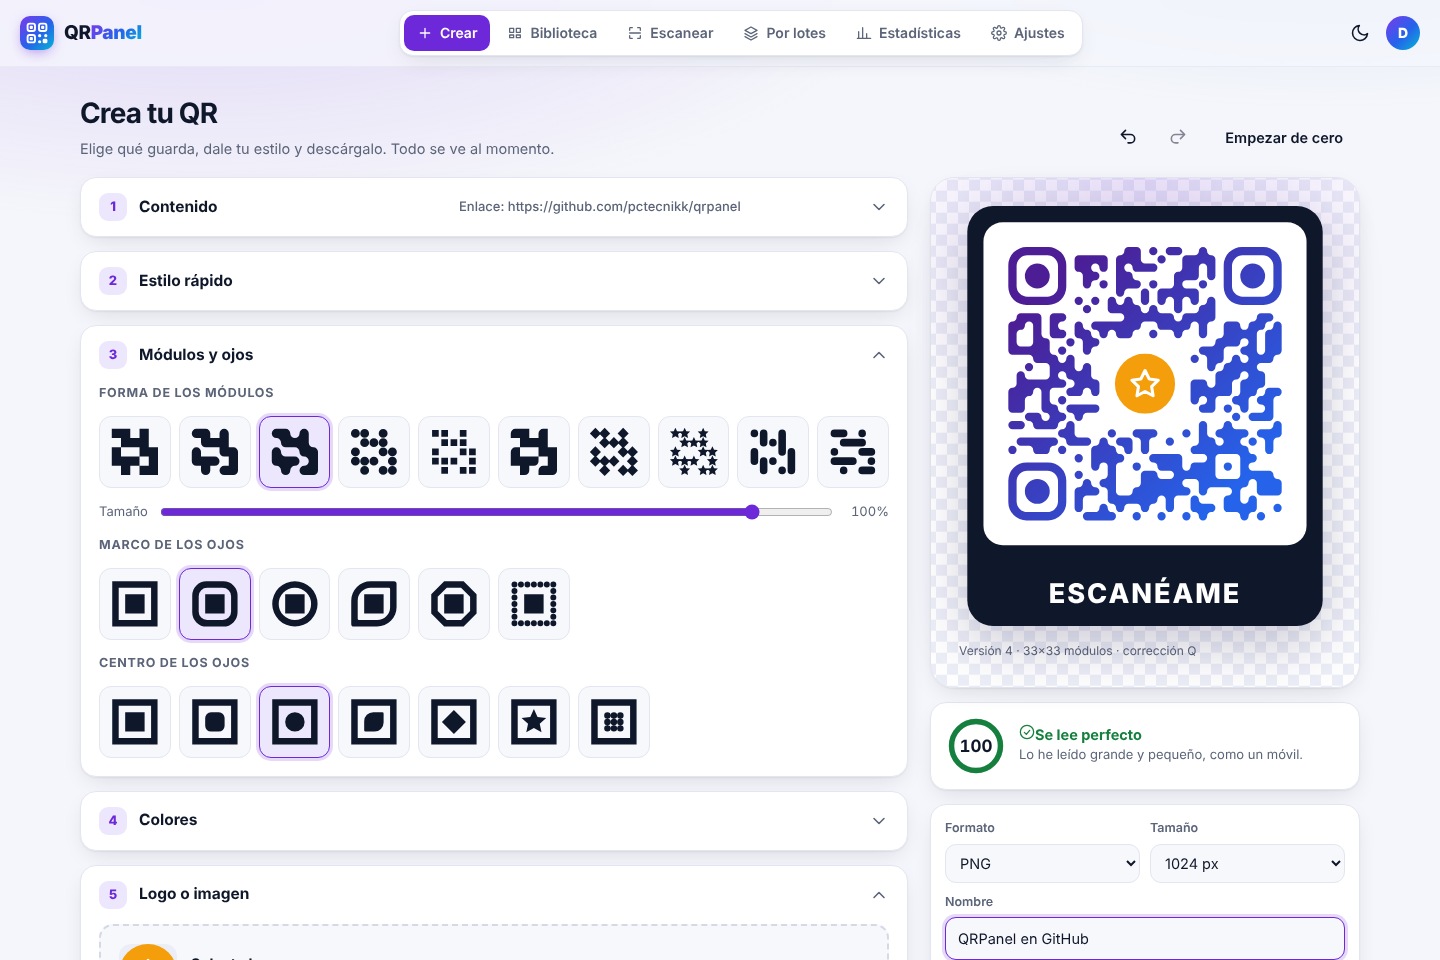 QRPanel
Crear
Biblioteca
Escanear
Por lotes
Estadísticas
Ajustes
D
Crea tu QR
Elige qué guarda, dale tu estilo y descárgalo. Todo se ve al momento.
Empezar de cero
1 Contenido
Enlace: https://github.com/pctecnikk/qrpanel
2 Estilo rápido
3 Módulos y ojos
FORMA DE LOS MÓDULOS
Tamaño 100%
MARCO DE LOS OJOS
CENTRO DE LOS OJOS
4 Colores
5 Logo o imagen
ESCANÉAME
Versión 4 · 33×33 módulos · corrección Q
100
Se lee perfecto
Lo he leído grande y pequeño, como un móvil.
Formato
Tamaño
PNG
1024 px
Nombre
QRPanel en GitHub